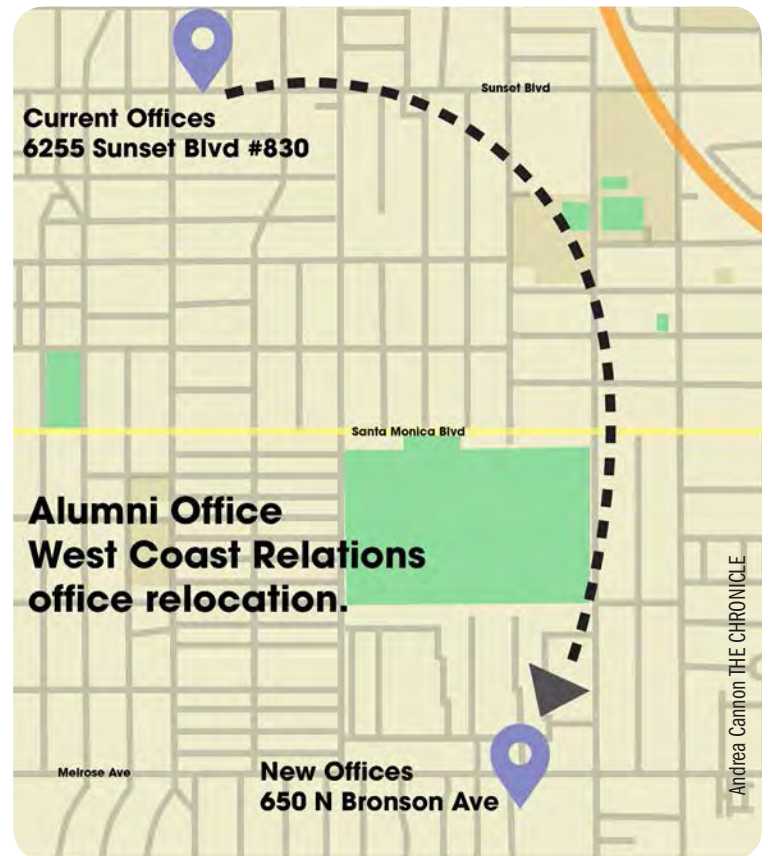 Sunset Blvd
Current Offices
6255 Sunset Blvd #830
Santa Monica Blvd
Alumni Office
West Coast Relations
office relocation.
Andrea Cannon THE CHRONICLE
Melrose Ave
New Offices
650 N Bronson Ave